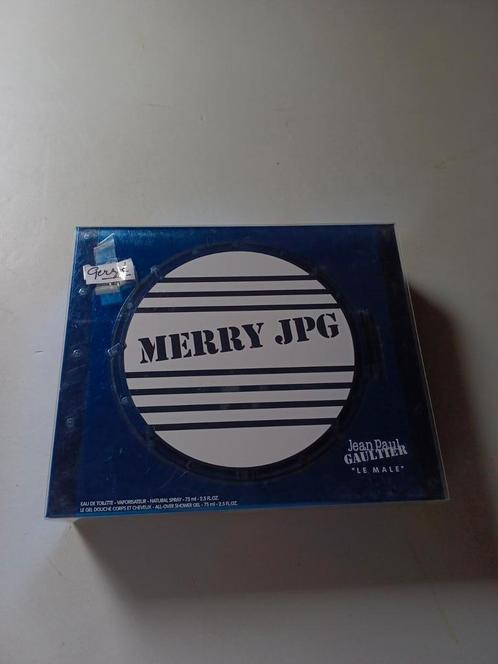 MERRY JPG
Jean Paul
GAULTIER
"LE MALE"
EAU DE TOILETTE - VAPORISATEUR - NATURAL SPRAY - 75 ml - 2.5 FL.OZ.
LE GEL DOUCHE CORPS ET CHEVEUX - ALL-OVER SHOWER GEL - 75 ml - 2.5 FL.OZ.